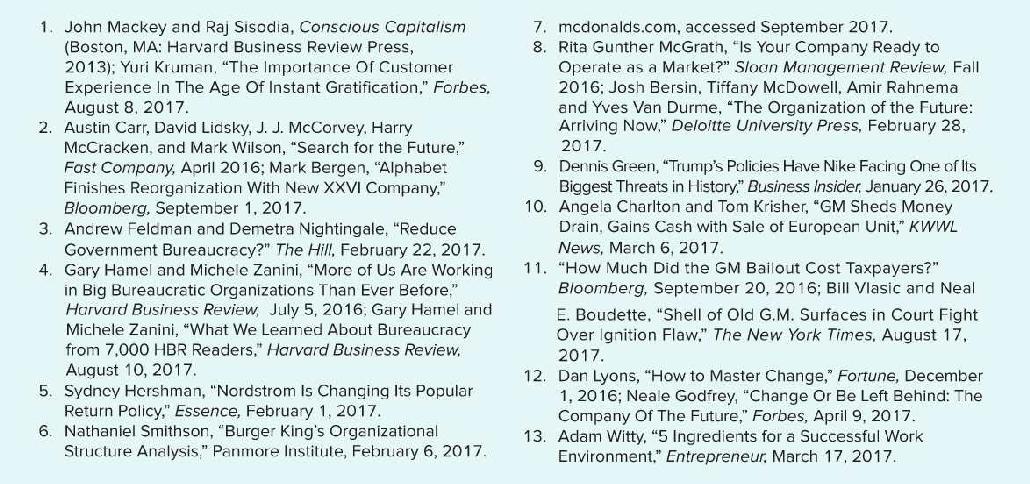 1. John Mackey and Raj Sisodia, Conscious Capitalism
(Boston, MA: Harvard Business Review Press,
2013); Yuri Kruman, “The Importance Of Customer
Experience In The Age Of Instant Gratification,” Forbes,
August 8, 2017.
2. Austin Carr, David Lidsky, J. J. McCorvey, Harry
McCracken, and Mark Wilson, “Search for the Future,”
Fast Company, April 2016; Mark Bergen, “Alphabet
Finishes Reorganization With New XXVI Company,”
Bloomberg, September 1, 2017.
3. Andrew Feldman and Demetra Nightingale, “Reduce
Government Bureaucracy?” The Hill, February 22, 2017.
4. Gary Hamel and Michele Zanini, “More of Us Are Working
in Big Bureaucratic Organizations Than Ever Before,”
Harvard Business Review, July 5, 2016; Gary Hamel and
Michele Zanini, “What We Learned About Bureaucracy
from 7,000 HBR Readers,” Harvard Business Review,
August 10, 2017.
5. Sydney Hershman, “Nordstrom Is Changing Its Popular
Return Policy,” Essence, February 1, 2017.
6. Nathaniel Smithson, “Burger King’s Organizational
Structure Analysis,” Panmore Institute, February 6, 2017.
7. mcdonalds.com, accessed September 2017.
8. Rita Gunther McGrath, “Is Your Company Ready to
Operate as a Market?” Sloan Management Review, Fall
2016; Josh Bersin, Tiffany McDowell, Amir Rahnema
and Yves Van Durme, “The Organization of the Future:
Arriving Now,” Deloitte University Press, February 28,
2017.
9. Dennis Green, “Trump’s Policies Have Nike Facing One of Its
Biggest Threats in History,” Business Insider, January 26, 2017.
10. Angela Charlton and Tom Krisher, “GM Sheds Money
Drain, Gains Cash with Sale of European Unit,” KWWL
News, March 6, 2017.
11. “How Much Did the GM Bailout Cost Taxpayers?”
Bloomberg, September 20, 2016; Bill Vlasic and Neal
E. Boudette, “Shell of Old G.M. Surfaces in Court Fight
Over Ignition Flaw,” The New York Times, August 17,
2017.
12. Dan Lyons, “How to Master Change,” Fortune, December
1, 2016; Neale Godfrey, “Change Or Be Left Behind: The
Company Of The Future,” Forbes, April 9, 2017.
13. Adam Witty, “5 Ingredients for a Successful Work
Environment,” Entrepreneur, March 17, 2017.